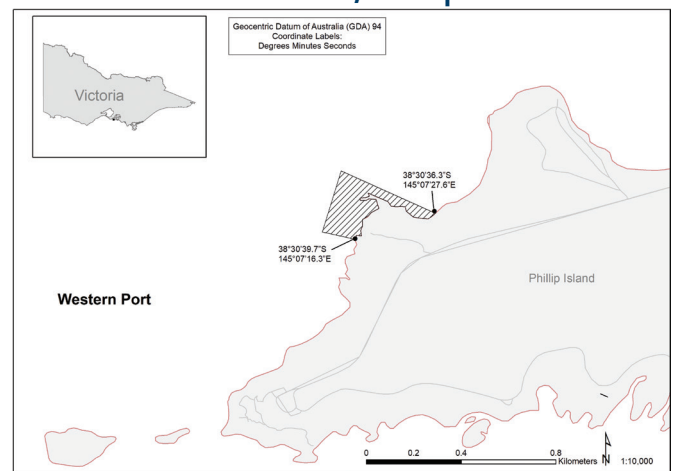 Geocentric Datum of Australia (GDA) 94
Coordinate Labels:
Degrees Minutes Seconds
Victoria
38°30'36.3"S
145°07'27.6"E
38°30'39.7"S
145°07'16.3"E
Phillip Island
Western Port
0 0.2 0.4 0.8
Kilometers
N
1:10,000